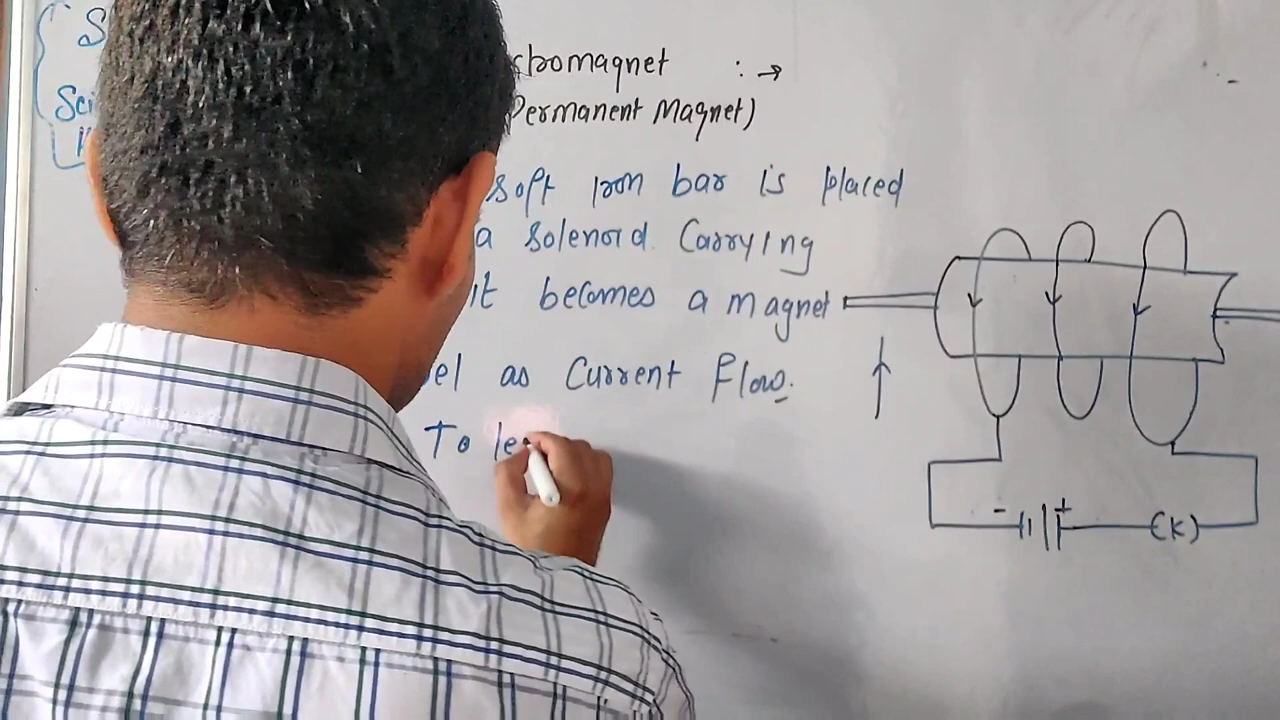 S
Sci
ctromagnet : →
(Permanent Magnet)
soft iron bar is placed
a solenoid. Carrying
it becomes a magnet
el as Current Flow.
To le
- +
(K)